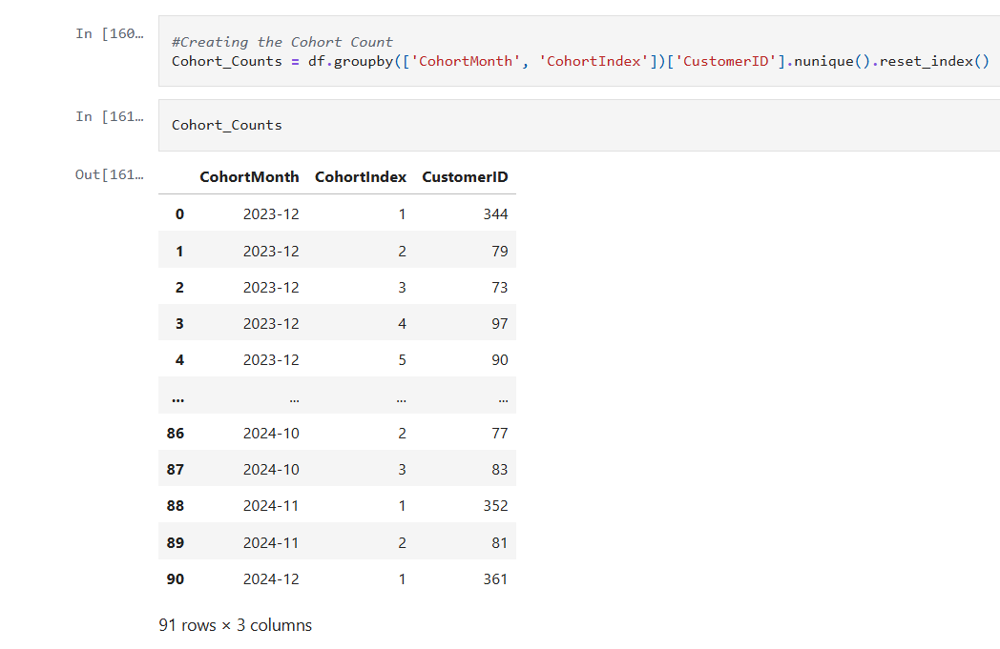 In [160…
#Creating the Cohort Count
Cohort_Counts = df.groupby(['CohortMonth', 'CohortIndex'])['CustomerID'].nunique().reset_index()
In [161…
Cohort_Counts
Out[161…
CohortMonth CohortIndex CustomerID
0 2023-12 1 344
1 2023-12 2 79
2 2023-12 3 73
3 2023-12 4 97
4 2023-12 5 90
... ... ... ...
86 2024-10 2 77
87 2024-10 3 83
88 2024-11 1 352
89 2024-11 2 81
90 2024-12 1 361
91 rows × 3 columns